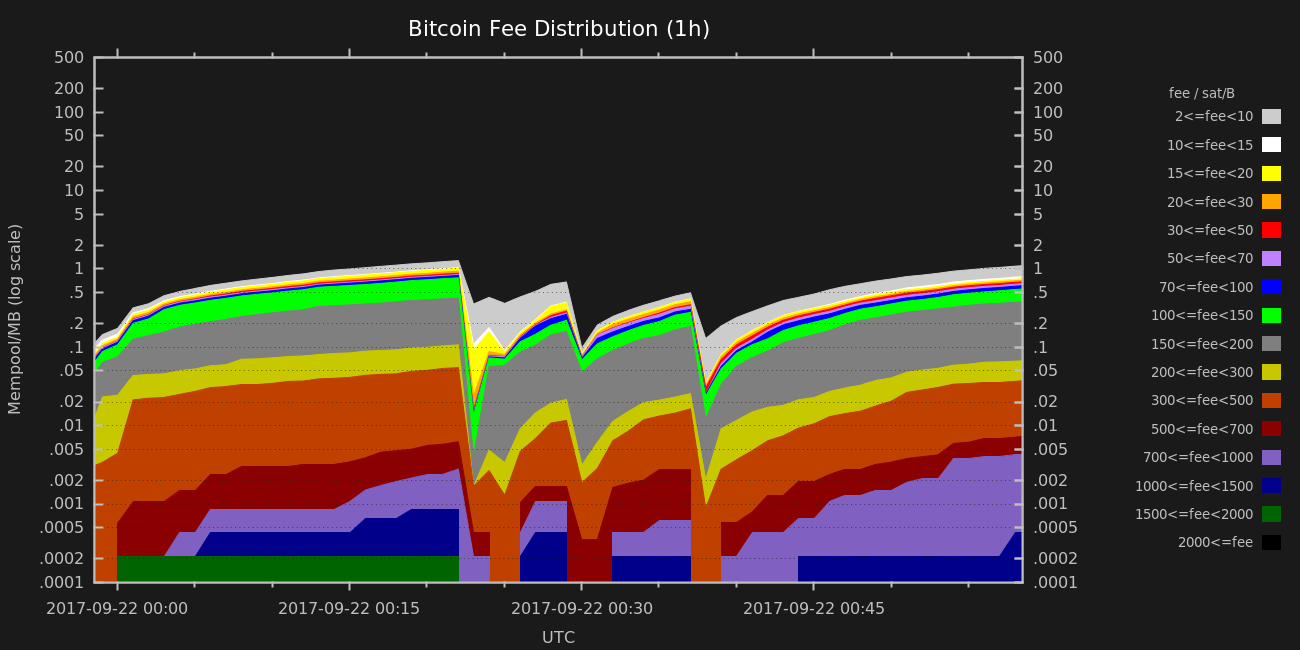 Bitcoin Fee Distribution (1h)
Mempool/MB (log scale)
500
200
100
50
20
10
5
2
1
.5
.2
.1
.05
.02
.01
.005
.002
.001
.0005
.0002
.0001
500
200
100
50
20
10
5
2
1
.5
.2
.1
.05
.02
.01
.005
.002
.001
.0005
.0002
.0001
2017-09-22 00:00
2017-09-22 00:15
2017-09-22 00:30
2017-09-22 00:45
UTC
fee / sat/B
2<=fee<10
10<=fee<15
15<=fee<20
20<=fee<30
30<=fee<50
50<=fee<70
70<=fee<100
100<=fee<150
150<=fee<200
200<=fee<300
300<=fee<500
500<=fee<700
700<=fee<1000
1000<=fee<1500
1500<=fee<2000
2000<=fee